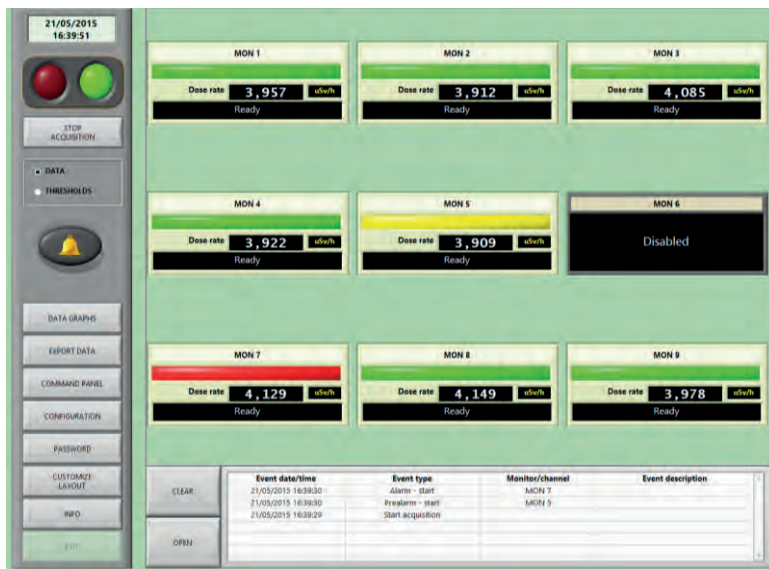 21/05/2015
16:39:51
STOP
ACQUISITION
DATA
THRESHOLDS
DATA GRAPHS
EXPORT DATA
COMMAND PANEL
CONFIGURATION
PASSWORD
CUSTOMIZE
LAYOUT
INFO
EXIT
MON 1
Dose rate 3,957 uSv/h
Ready
MON 2
Dose rate 3,912 uSv/h
Ready
MON 3
Dose rate 4,085 uSv/h
Ready
MON 4
Dose rate 3,922 uSv/h
Ready
MON 5
Dose rate 3,909 uSv/h
Ready
MON 6
Disabled
MON 7
Dose rate 4,129 uSv/h
Ready
MON 8
Dose rate 4,149 uSv/h
Ready
MON 9
Dose rate 3,978 uSv/h
Ready
CLEAR
OPEN
Event date/time Event type Monitor/channel Event description
21/05/2015 16:39:30 Alarm - start MON 7
21/05/2015 16:39:30 Prealarm - start MON 5
21/05/2015 16:39:29 Start acquisition